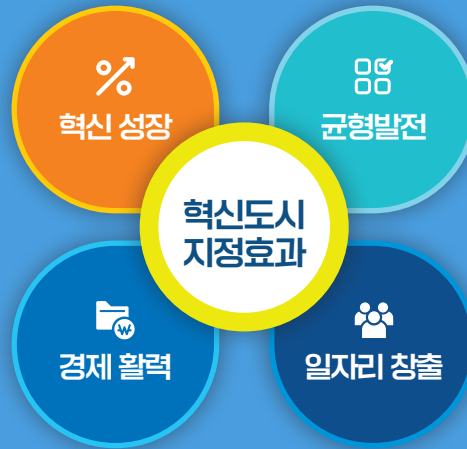 혁신 성장
균형발전
혁신도시
지정효과
경제 활력
일자리 창출